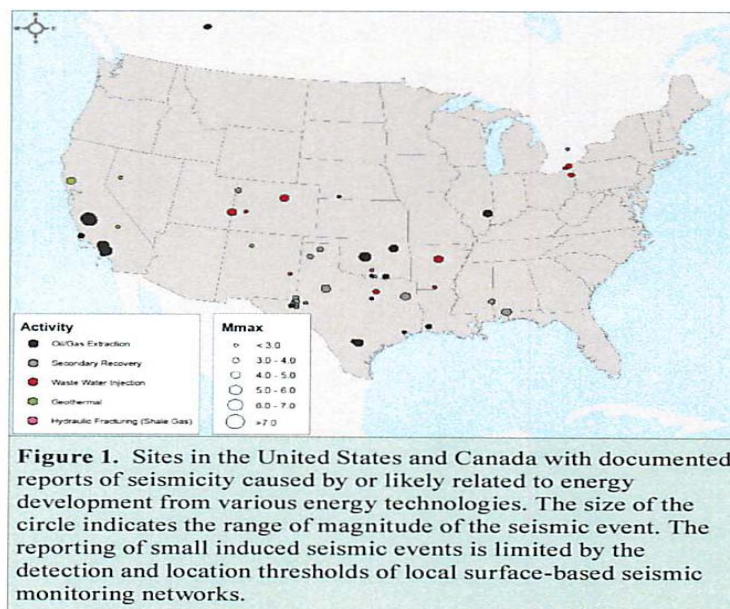 Activity
Oil/Gas Extraction
Secondary Recovery
Waste Water Injection
Geothermal
Hydraulic Fracturing (Shale Gas)
Mmax
< 3.0
3.0 - 4.0
4.0 - 5.0
5.0 - 6.0
6.0 - 7.0
>7.0
Figure 1. Sites in the United States and Canada with documented
reports of seismicity caused by or likely related to energy
development from various energy technologies. The size of the
circle indicates the range of magnitude of the seismic event. The
reporting of small induced seismic events is limited by the
detection and location thresholds of local surface-based seismic
monitoring networks.